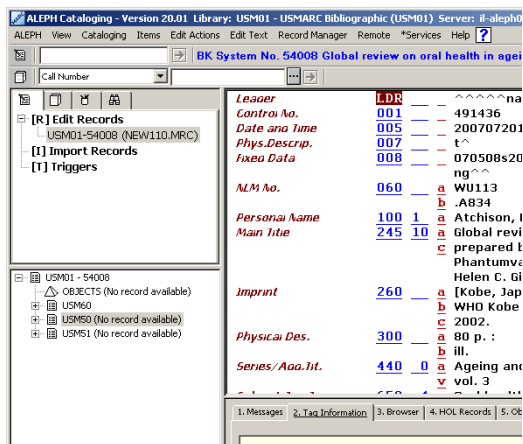 ALEPH Cataloging - Version 20.01 Library: USM01 - USMARC Bibliographic (USM01) Server: il-aleph0
ALEPH View Cataloging Items Edit Actions Edit Text Record Manager Remote *Services Help ?
BK System No. 54008 Global review on oral health in agei
Call Number
[R] Edit Records
USM01-54008 (NEW110.MRC)
[I] Import Records
[T] Triggers
USM01 - 54008
OBJECTS (No record available)
USM60
USM50 (No record available)
USM51 (No record available)
Leader LDR _ _ ^^^^^na
Control No. 001 _ _ 491436
Date and Time 005 _ _ 200707201
Phys.Descrip. 007 _ _ t^
Fixed Data 008 _ _ 070508s20
ng^^
NLM No. 060 _ _ a WU113
b .A834
Personal Name 100 1 _ a Atchison,
Main Title 245 10 a Global revi
c prepared b
Phantumva
Helen C. Gi
Imprint 260 _ _ a [Kobe, Jap
b WHO Kobe
c 2002.
Physical Des. 300 _ _ a 80 p. :
b ill.
Series/Add.Tit. 440 _ 0 a Ageing and
v vol. 3
1. Messages 2. Tag Information 3. Browser 4. HOL Records 5. Ob